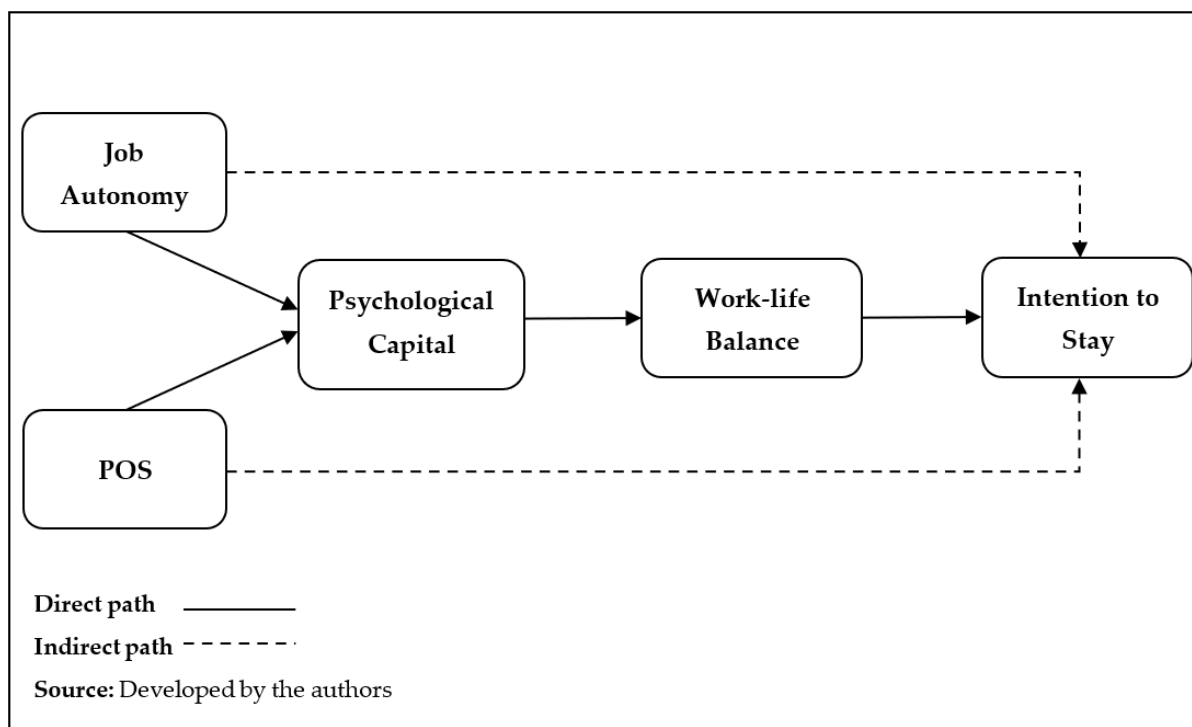 Job
Autonomy
Psychological
Capital
Work-life
Balance
Intention to
Stay
POS
Direct path
Indirect path
Source: Developed by the authors